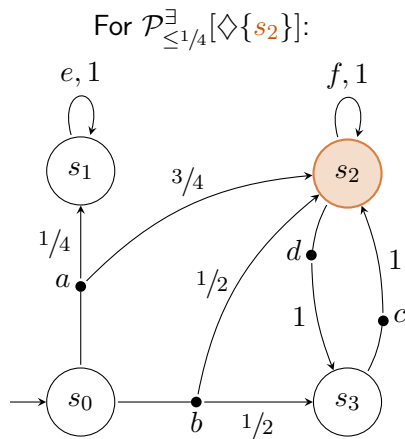 For 𝒫^∃_{≤1/4}[◇{s₂}]:
e, 1
f, 1
s₁
s₂
3/4
1/4
1/2
d
1
a
1
c
s₀
s₃
b
1/2